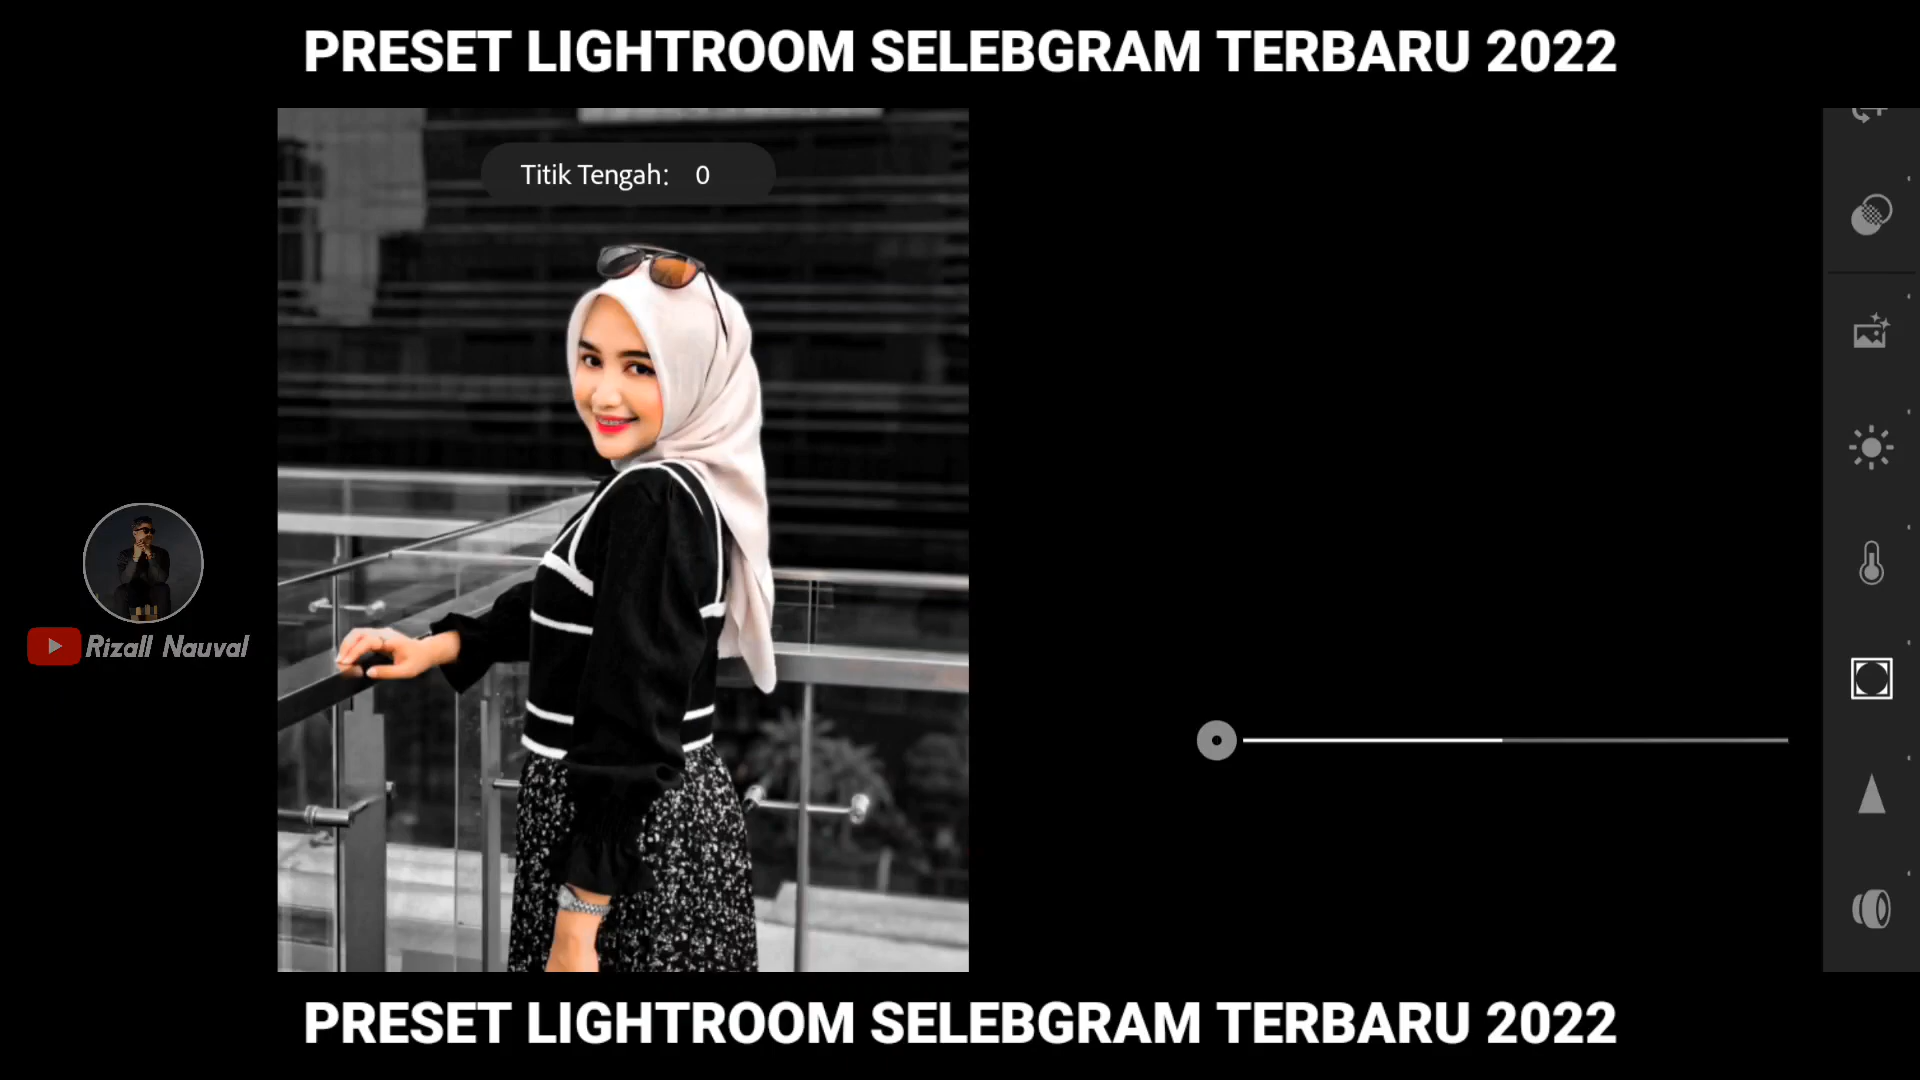 PRESET LIGHTROOM SELEBGRAM TERBARU 2022
Titik Tengah: 0
Rizall Nauval
PRESET LIGHTROOM SELEBGRAM TERBARU 2022